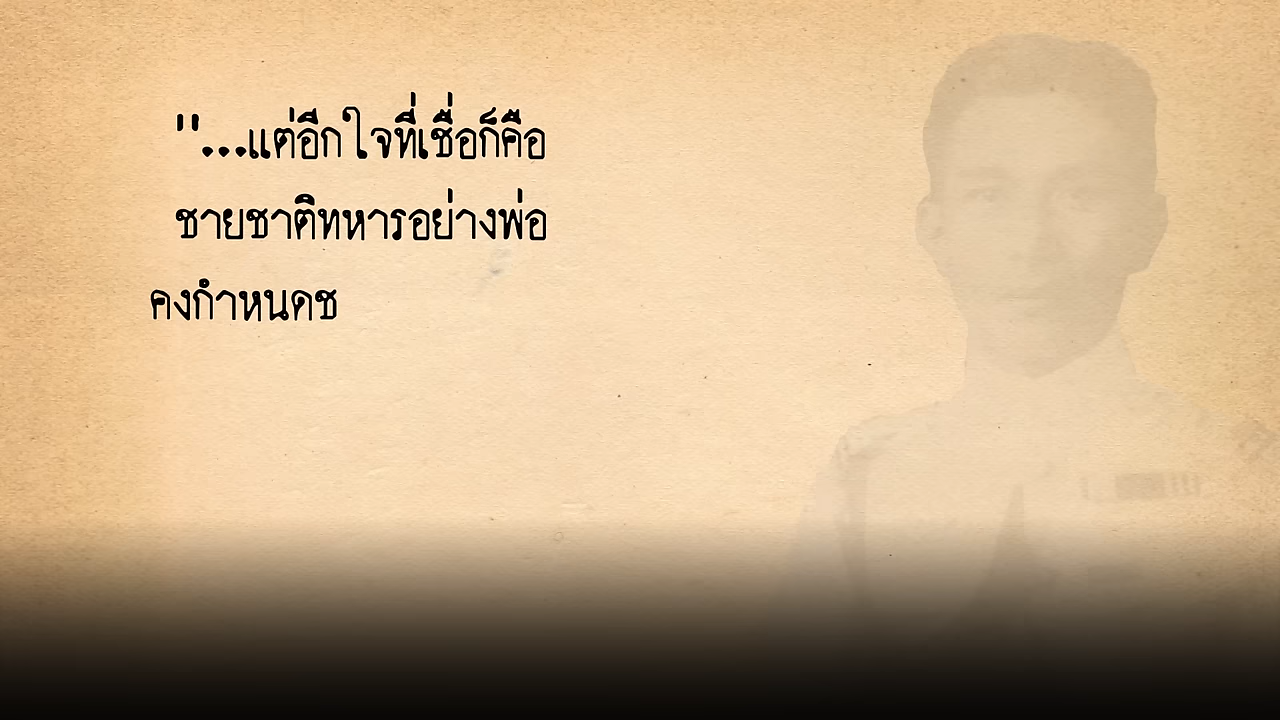 "...แต่อีกใจที่เชื่อก็คือ
ชายชาติทหารอย่างพ่อ
คงกำหนดช